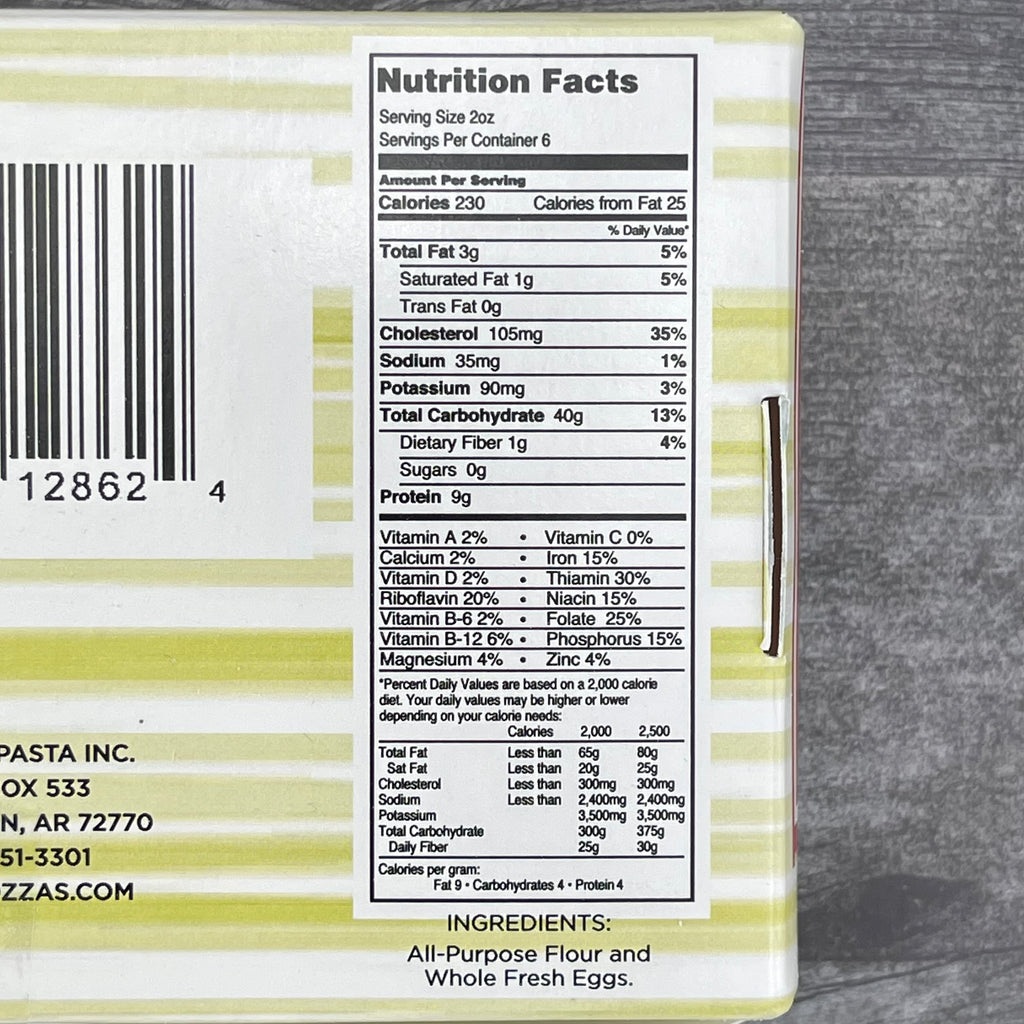 Nutrition Facts
Serving Size 2oz
Servings Per Container 6
Amount Per Serving
Calories 230 Calories from Fat 25
% Daily Value*
Total Fat 3g 5%
Saturated Fat 1g 5%
Trans Fat 0g
Cholesterol 105mg 35%
Sodium 35mg 1%
Potassium 90mg 3%
Total Carbohydrate 40g 13%
Dietary Fiber 1g 4%
Sugars 0g
Protein 9g
Vitamin A 2% • Vitamin C 0%
Calcium 2% • Iron 15%
Vitamin D 2% • Thiamin 30%
Riboflavin 20% • Niacin 15%
Vitamin B-6 2% • Folate 25%
Vitamin B-12 6% • Phosphorus 15%
Magnesium 4% • Zinc 4%
*Percent Daily Values are based on a 2,000 calorie
diet. Your daily values may be higher or lower
depending on your calorie needs:
Calories 2,000 2,500
Total Fat Less than 65g 80g
Sat Fat Less than 20g 25g
Cholesterol Less than 300mg 300mg
Sodium Less than 2,400mg 2,400mg
Potassium 3,500mg 3,500mg
Total Carbohydrate 300g 375g
Daily Fiber 25g 30g
Calories per gram:
Fat 9 • Carbohydrates 4 • Protein 4
INGREDIENTS:
All-Purpose Flour and
Whole Fresh Eggs.
12862 4
PASTA INC.
OX 533
N, AR 72770
51-3301
OZZAS.COM